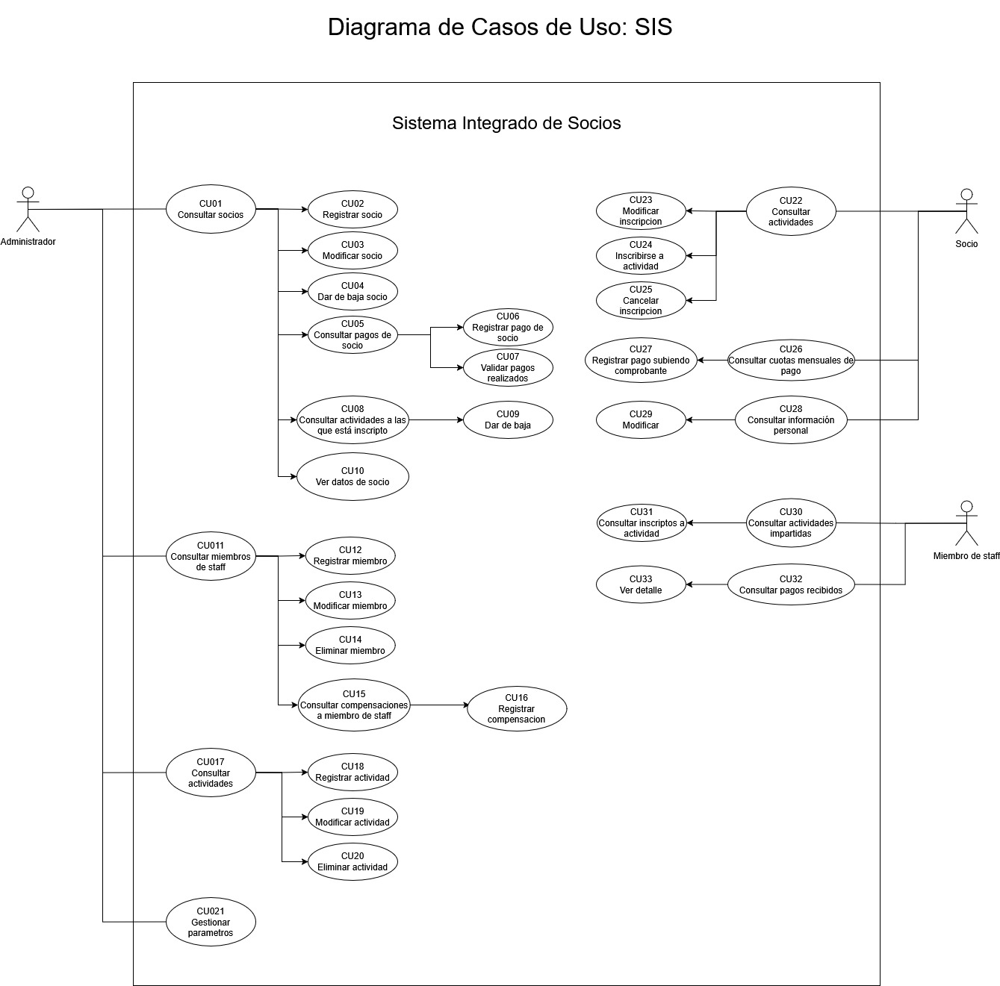 Diagrama de Casos de Uso: SIS
Sistema Integrado de Socios
Administrador
CU01
Consultar socios
CU02
Registrar socio
CU03
Modificar socio
CU04
Dar de baja socio
CU05
Consultar pagos de
socio
CU06
Registrar pago de
socio
CU07
Validar pagos
realizados
CU08
Consultar actividades a las
que está inscripto
CU09
Dar de baja
CU10
Ver datos de socio
CU011
Consultar miembros
de staff
CU12
Registrar miembro
CU13
Modificar miembro
CU14
Eliminar miembro
CU15
Consultar compensaciones
a miembro de staff
CU16
Registrar
compensacion
CU017
Consultar
actividades
CU18
Registrar actividad
CU19
Modificar actividad
CU20
Eliminar actividad
CU021
Gestionar
parametros
Socio
CU22
Consultar
actividades
CU23
Modificar
inscripcion
CU24
Inscribirse a
actividad
CU25
Cancelar
inscripcion
CU26
Consultar cuotas mensuales de
pago
CU27
Registrar pago subiendo
comprobante
CU28
Consultar información
personal
CU29
Modificar
Miembro de staff
CU30
Consultar actividades
impartidas
CU31
Consultar inscriptos a
actividad
CU32
Consultar pagos recibidos
CU33
Ver detalle